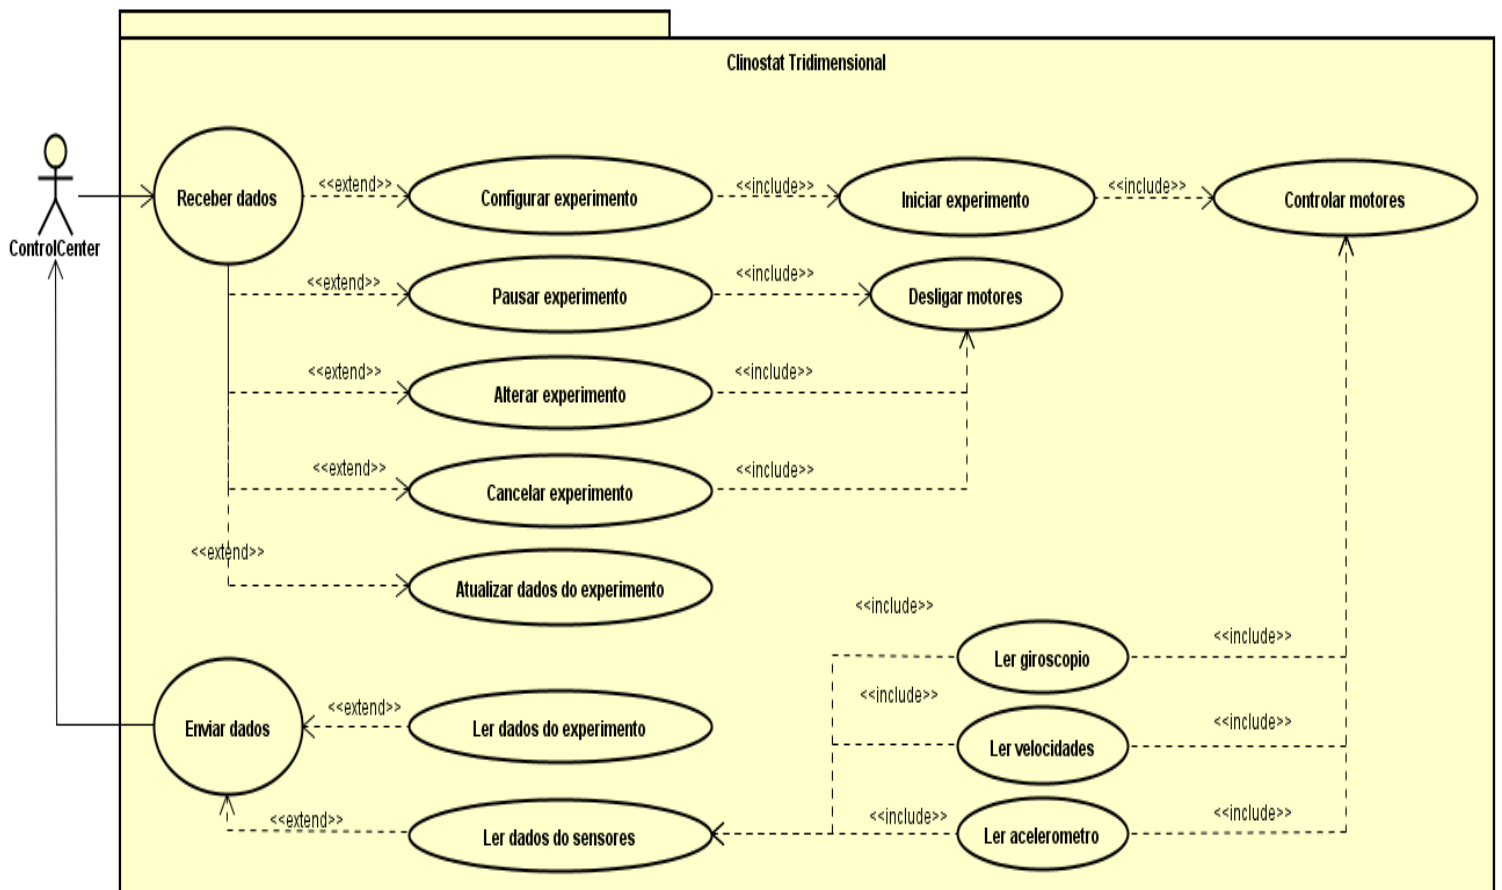 Clinostat Tridimensional
ControlCenter
Receber dados
<<extend>>
Configurar experimento
<<include>>
Iniciar experimento
<<include>>
Controlar motores
<<extend>>
Pausar experimento
<<include>>
Desligar motores
<<extend>>
Alterar experimento
<<include>>
<<extend>>
Cancelar experimento
<<include>>
<<extend>>
Atualizar dados do experimento
<<include>>
Ler giroscopio
<<include>>
<<include>>
Ler velocidades
<<include>>
Enviar dados
<<extend>>
Ler dados do experimento
<<extend>>
Ler dados do sensores
<<include>>
Ler acelerometro
<<include>>